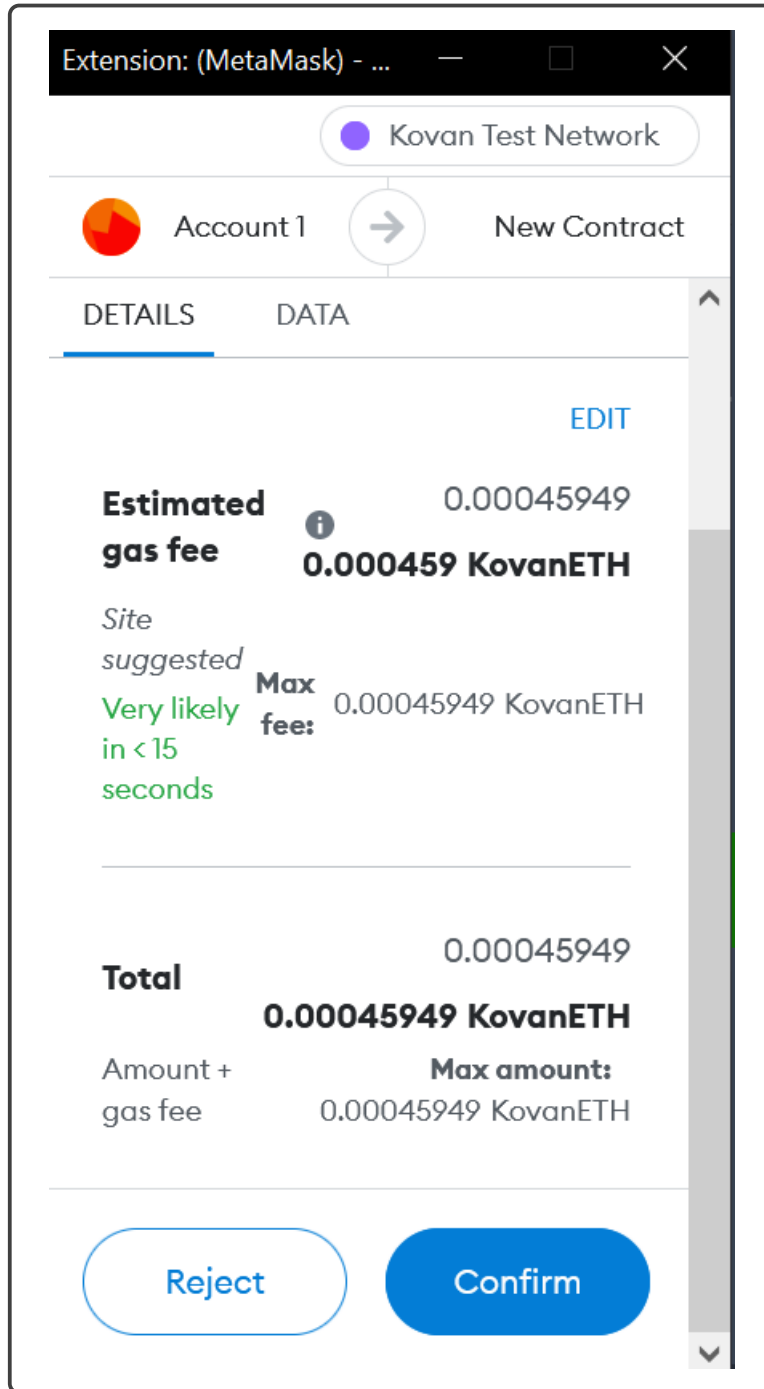 Extension: (MetaMask) - ...
Kovan Test Network
Account 1
New Contract
DETAILS
DATA
EDIT
Estimated gas fee
0.00045949
0.000459 KovanETH
Site suggested
Very likely in < 15 seconds
Max fee: 0.00045949 KovanETH
Total
0.00045949
0.00045949 KovanETH
Amount + gas fee
Max amount:
0.00045949 KovanETH
Reject
Confirm